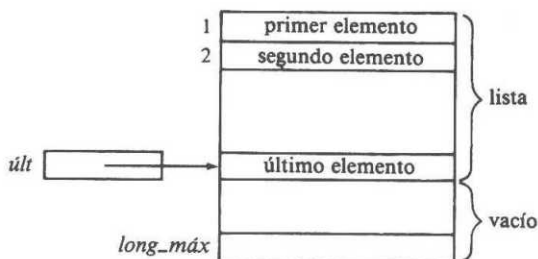 1 primer elemento
2 segundo elemento
lista
últ último elemento
vacío
long_máx